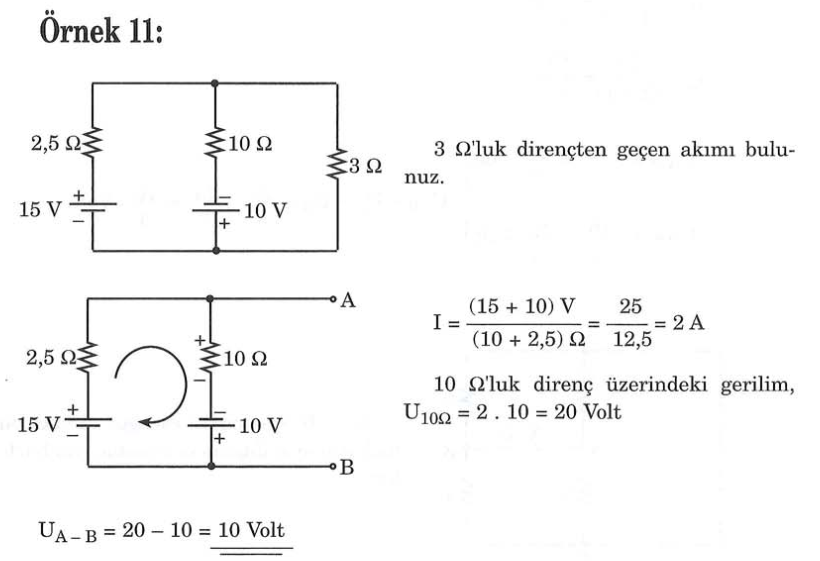 Örnek 11:
2,5 Ω
10 Ω
3 Ω
+
−
15 V
−
10 V
+
3 Ω'luk dirençten geçen akımı bulu-
nuz.
A
+
2,5 Ω
10 Ω
−
+
15 V
−
−
10 V
+
B
I = (15 + 10) V / (10 + 2,5) Ω = 25 / 12,5 = 2 A
10 Ω'luk direnç üzerindeki gerilim,
U10Ω = 2 . 10 = 20 Volt
UA – B = 20 – 10 = 10 Volt